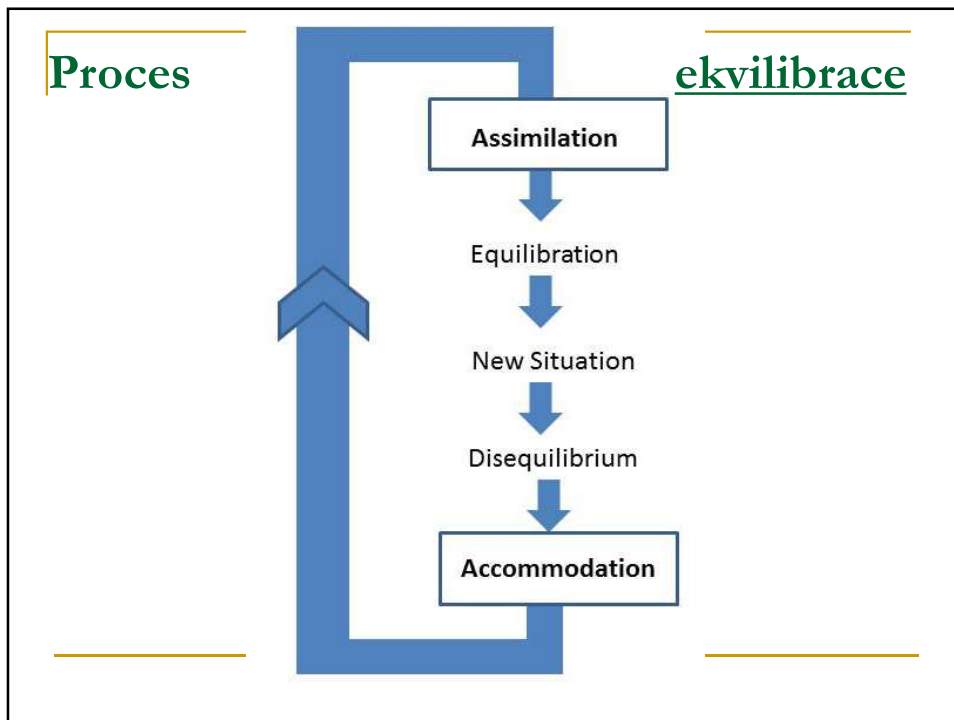 Proces ekvilibrace
Assimilation
Equilibration
New Situation
Disequilibrium
Accommodation